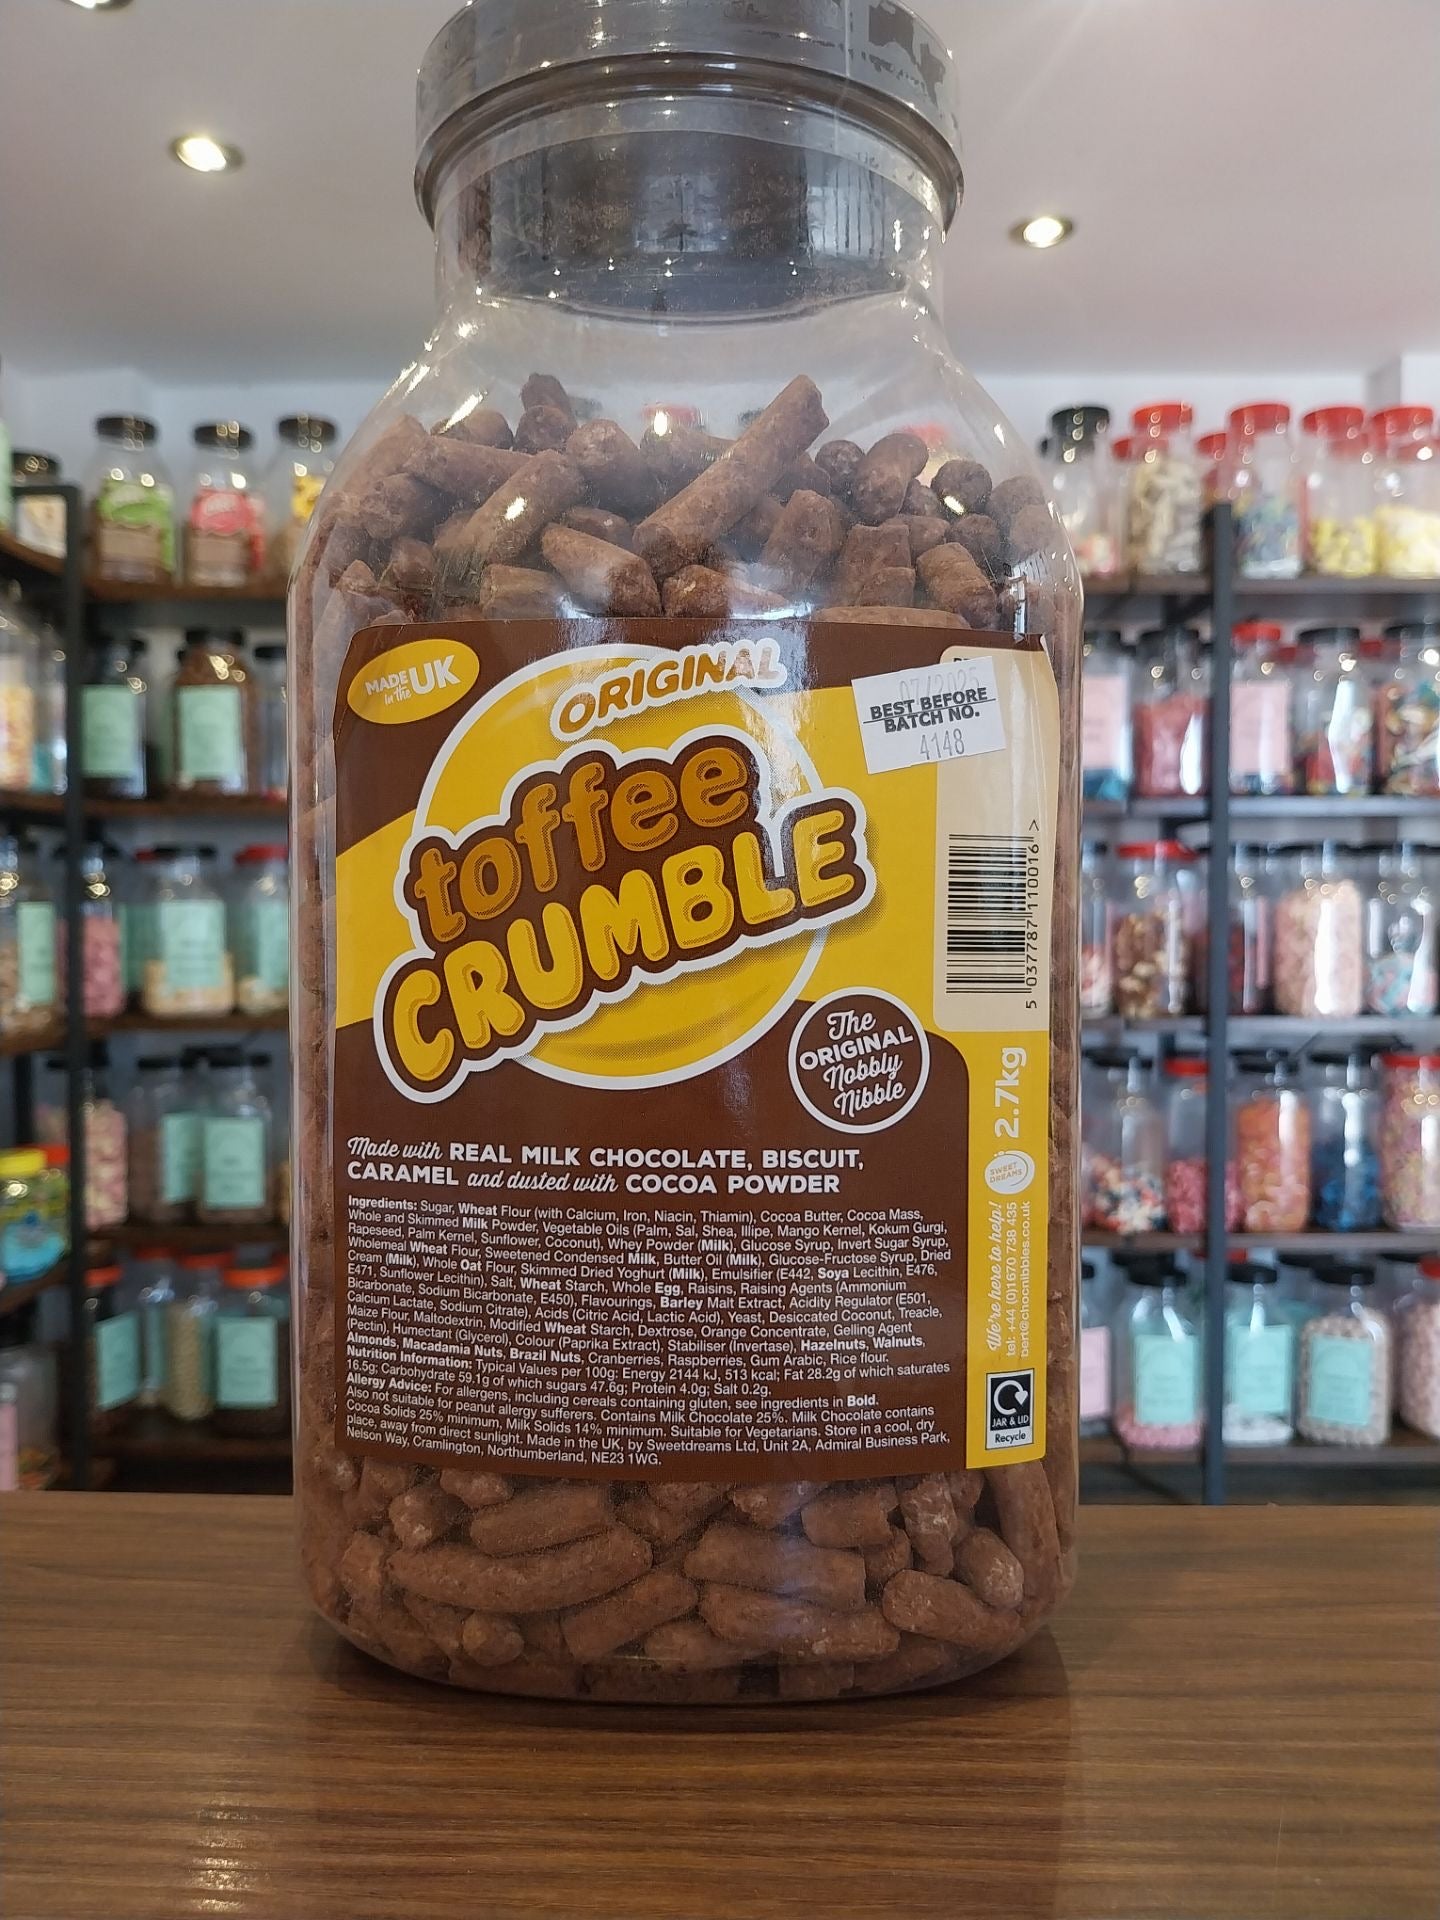 MADE
in the UK
ORIGINAL
toffee
CRUMBLE
07/2025
BEST BEFORE
BATCH NO.
4148
5 037787 110016 >
The
ORIGINAL
Nobbly
Nibble
2.7kg
SWEET
DREAMS
We're here to help!
tel: +44 (0)1670 738 435
bert@chocnibbles.co.uk
JAR & LID
Recycle
Made with REAL MILK CHOCOLATE, BISCUIT,
CARAMEL and dusted with COCOA POWDER
Ingredients: Sugar, Wheat Flour (with Calcium, Iron, Niacin, Thiamin), Cocoa Butter, Cocoa Mass,
Whole and Skimmed Milk Powder, Vegetable Oils (Palm, Sal, Shea, Illipe, Mango Kernel, Kokum Gurgi,
Rapeseed, Palm Kernel, Sunflower, Coconut), Whey Powder (Milk), Glucose Syrup, Invert Sugar Syrup,
Wholemeal Wheat Flour, Sweetened Condensed Milk, Butter Oil (Milk), Glucose-Fructose Syrup, Dried
Cream (Milk), Whole Oat Flour, Skimmed Dried Yoghurt (Milk), Emulsifier (E442, Soya Lecithin, E476,
E471, Sunflower Lecithin), Salt, Wheat Starch, Whole Egg, Raisins, Raising Agents (Ammonium
Bicarbonate, Sodium Bicarbonate, E450), Flavourings, Barley Malt Extract, Acidity Regulator (E501,
Calcium Lactate, Sodium Citrate), Acids (Citric Acid, Lactic Acid), Yeast, Desiccated Coconut, Treacle,
Maize Flour, Maltodextrin, Modified Wheat Starch, Dextrose, Orange Concentrate, Gelling Agent
(Pectin), Humectant (Glycerol), Colour (Paprika Extract), Stabiliser (Invertase), Hazelnuts, Walnuts,
Almonds, Macadamia Nuts, Brazil Nuts, Cranberries, Raspberries, Gum Arabic, Rice flour.
Nutrition Information: Typical Values per 100g: Energy 2144 kJ, 513 kcal; Fat 28.2g of which saturates
16.5g; Carbohydrate 59.1g of which sugars 47.6g; Protein 4.0g; Salt 0.2g.
Allergy Advice: For allergens, including cereals containing gluten, see ingredients in Bold.
Also not suitable for peanut allergy sufferers. Contains Milk Chocolate 25%. Milk Chocolate contains
Cocoa Solids 25% minimum, Milk Solids 14% minimum. Suitable for Vegetarians. Store in a cool, dry
place, away from direct sunlight. Made in the UK, by Sweetdreams Ltd, Unit 2A, Admiral Business Park,
Nelson Way, Cramlington, Northumberland, NE23 1WG.